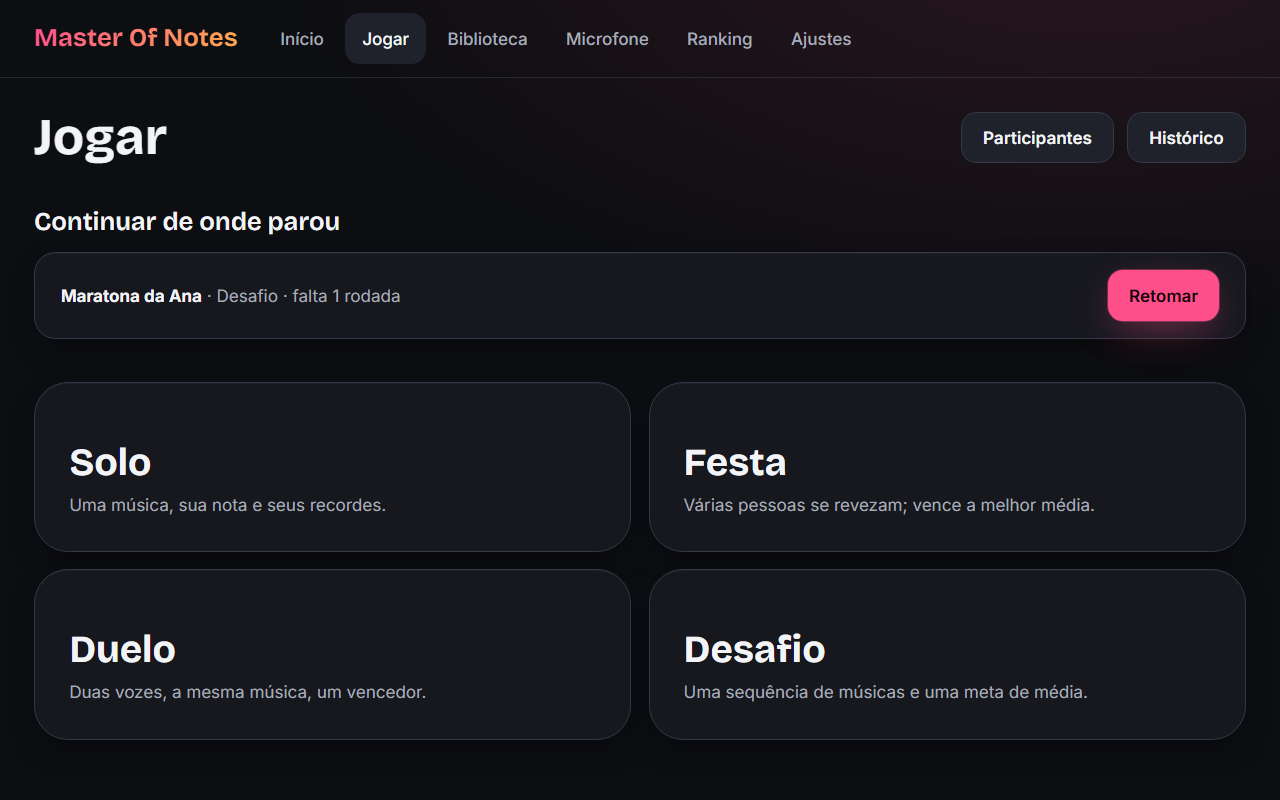 Master Of Notes Início Jogar Biblioteca Microfone Ranking Ajustes
Jogar Participantes Histórico
Continuar de onde parou
Maratona da Ana · Desafio · falta 1 rodada Retomar
Solo
Uma música, sua nota e seus recordes.
Festa
Várias pessoas se revezam; vence a melhor média.
Duelo
Duas vozes, a mesma música, um vencedor.
Desafio
Uma sequência de músicas e uma meta de média.